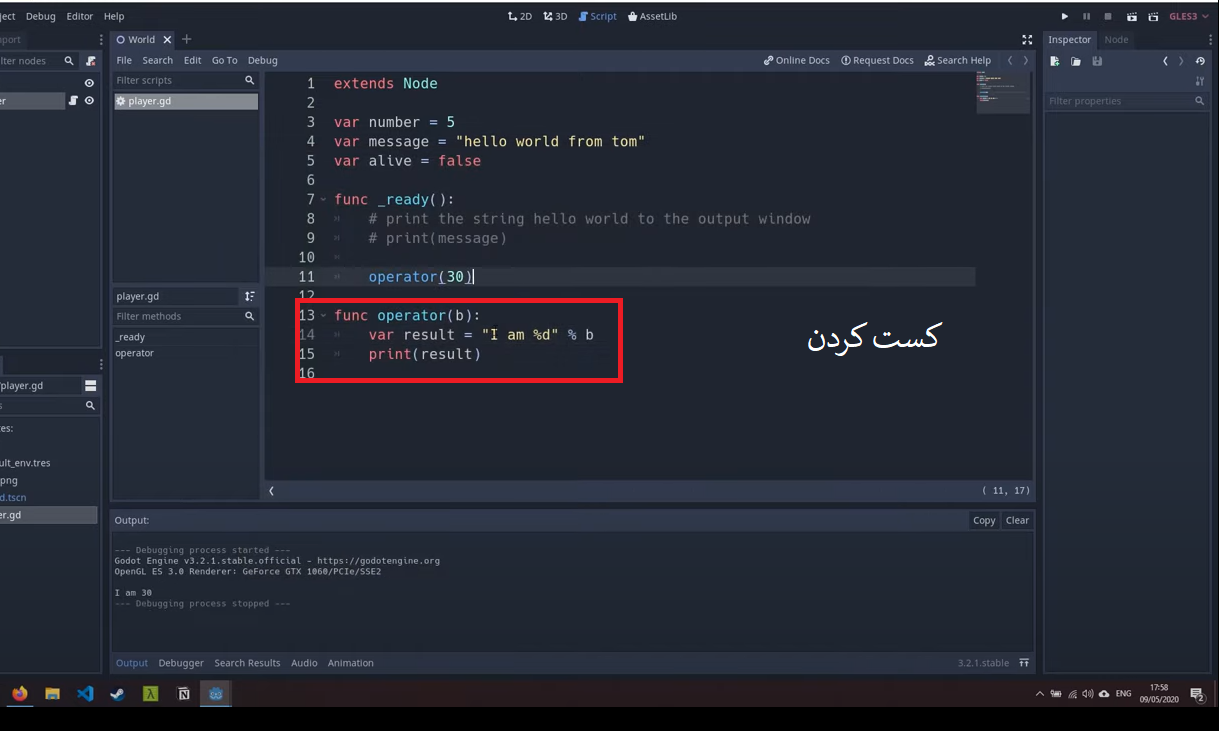 ject Debug Editor Help
2D 3D Script AssetLib
GLES3
port
World
Inspector Node
lter nodes
File Search Edit Go To Debug
Online Docs Request Docs Search Help
Filter scripts
er
player.gd
Filter properties
1 extends Node
2
3 var number = 5
4 var message = "hello world from tom"
5 var alive = false
6
7 func _ready():
8 # print the string hello world to the output window
9 # print(message)
10
11 operator(30)
12
13 func operator(b):
14 var result = "I am %d" % b
15 print(result)
16
کست کردن
player.gd
Filter methods
_ready
operator
/player.gd
s
es:
ult_env.tres
png
d.tscn
er.gd
( 11, 17)
Output:
Copy Clear
--- Debugging process started ---
Godot Engine v3.2.1.stable.official - https://godotengine.org
OpenGL ES 3.0 Renderer: GeForce GTX 1060/PCIe/SSE2
I am 30
--- Debugging process stopped ---
Output Debugger Search Results Audio Animation
3.2.1.stable
ENG
17:58
09/05/2020
2